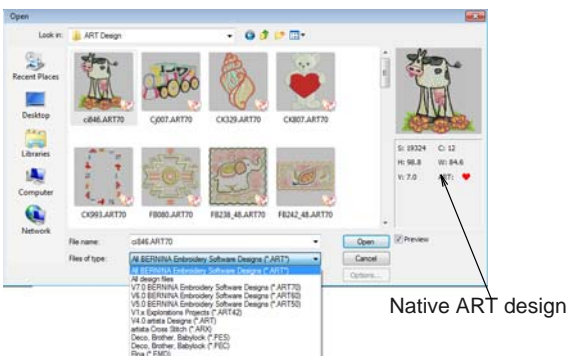 Open
Look in: ART Design
Recent Places
Desktop
Libraries
Computer
Network
ci846.ART70 Cj007.ART70 CK329.ART70 CK807.ART70
CK993.ART70 FB080.ART70 FB238_48.ART70 FB242_48.ART70
S: 19324 C: 12
H: 98.8 W: 84.6
V: 7.0 ART:
File name: ci846.ART70 Open Preview
Files of type: All BERNINA Embroidery Software Designs (*.ART*) Cancel
Options...
All BERNINA Embroidery Software Designs (*.ART*)
All design files
V7.0 BERNINA Embroidery Software Designs (*.ART70)
V6.0 BERNINA Embroidery Software Designs (*.ART60)
V5.0 BERNINA Embroidery Software Designs (*.ART50)
V1.x Explorations Projects (*.ART42)
V4.0 artista Designs (*.ART)
artista Cross Stitch (*.ARX)
Deco, Brother, Babylock (*.PES)
Deco, Brother, Babylock (*.PEC)
Elna (*.EMD)
Native ART design